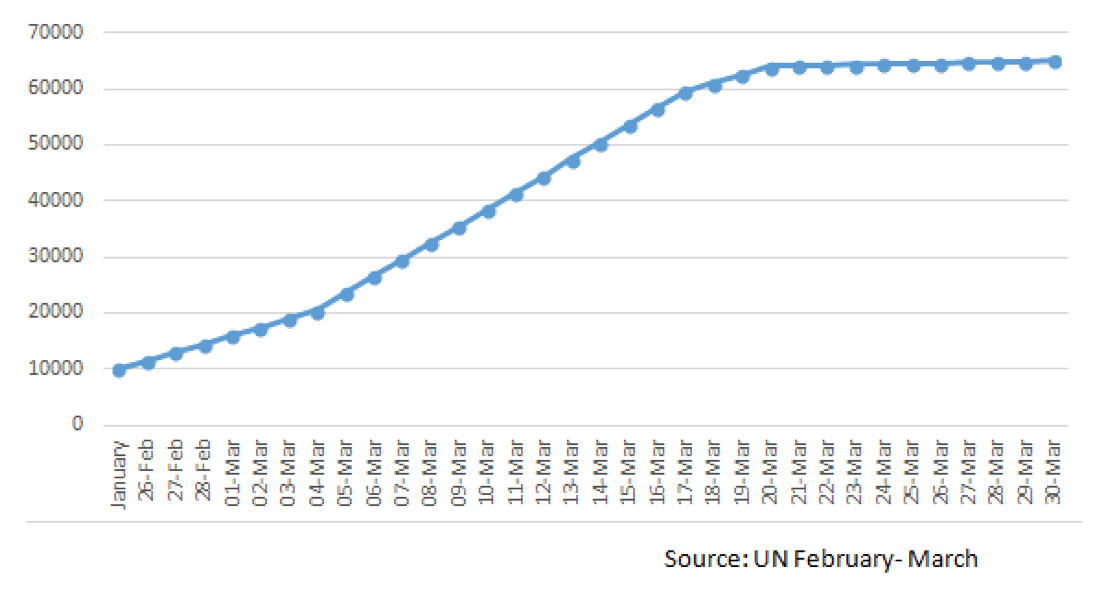 70000
60000
50000
40000
30000
20000
10000
0
January
26-Feb
27-Feb
28-Feb
01-Mar
02-Mar
03-Mar
04-Mar
05-Mar
06-Mar
07-Mar
08-Mar
09-Mar
10-Mar
11-Mar
12-Mar
13-Mar
14-Mar
15-Mar
16-Mar
17-Mar
18-Mar
19-Mar
20-Mar
21-Mar
22-Mar
23-Mar
24-Mar
25-Mar
26-Mar
27-Mar
28-Mar
29-Mar
30-Mar
Source: UN February- March